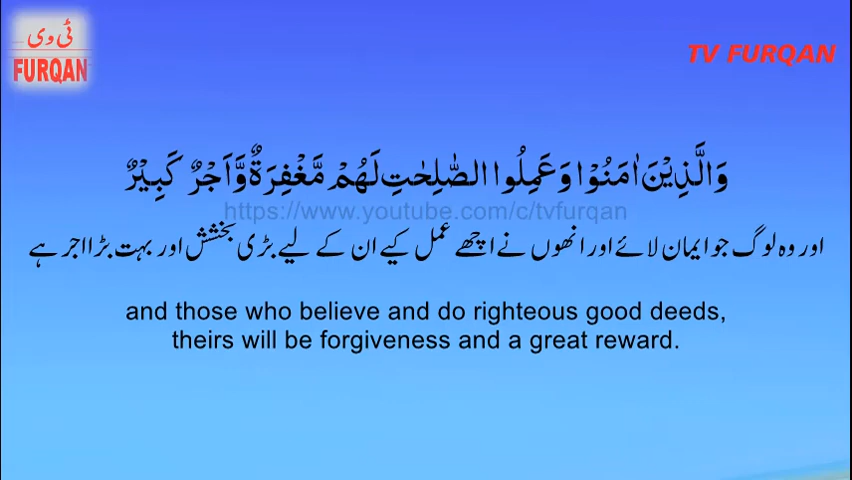 ٹی وی
FURQAN
TV FURQAN
وَالَّذِيْنَ اٰمَنُوْا وَعَمِلُوا الصّٰلِحٰتِ لَهُمْ مَّغْفِرَةٌ وَّاَجْرٌ كَبِيْرٌ
https://www.youtube.com/c/tvfurqan
اور وہ لوگ جو ایمان لائے اور انھوں نے اچھے عمل کیے ان کے لیے بڑی بخشش اور بہت بڑا اجر ہے
and those who believe and do righteous good deeds,
theirs will be forgiveness and a great reward.